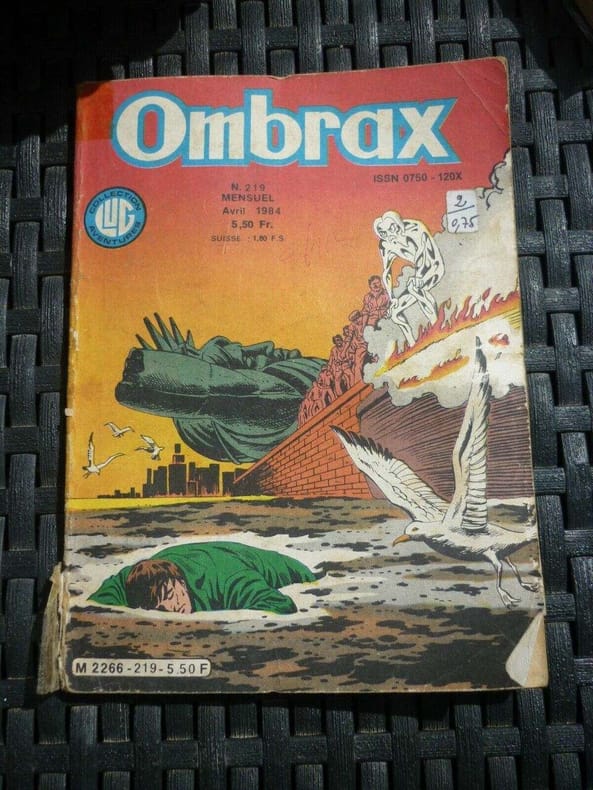 Ombrax
ISSN 0750 - 120X
N. 219
MENSUEL
Avril 1984
5,50 Fr.
SUISSE : 1,80 F.S.
COLLECTION
LUG
AVENTURES
2
0,75
M 2266 - 219 - 5.50 F